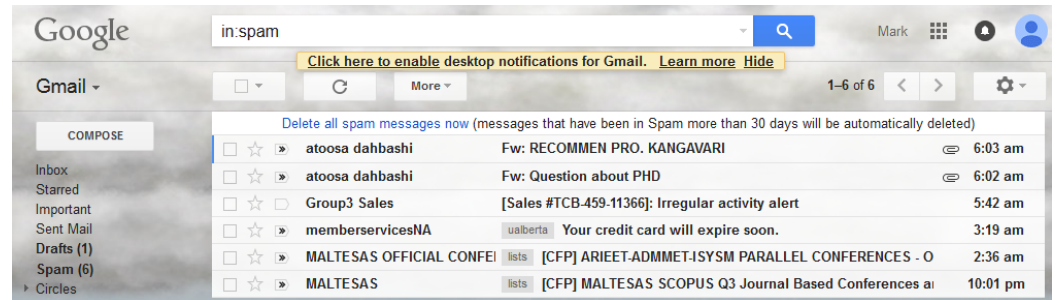 Google in:spam Mark
Click here to enable desktop notifications for Gmail. Learn more Hide
Gmail More 1–6 of 6
Delete all spam messages now (messages that have been in Spam more than 30 days will be automatically deleted)
COMPOSE
atoosa dahbashi Fw: RECOMMEN PRO. KANGAVARI 6:03 am
Inbox
atoosa dahbashi Fw: Question about PHD 6:02 am
Starred
Important
Group3 Sales [Sales #TCB-459-11366]: Irregular activity alert 5:42 am
Sent Mail
memberservicesNA ualberta Your credit card will expire soon. 3:19 am
Drafts (1)
MALTESAS OFFICIAL CONFE lists [CFP] ARIEET-ADMMET-ISYSM PARALLEL CONFERENCES - O 2:36 am
Spam (6)
Circles
MALTESAS lists [CFP] MALTESAS SCOPUS Q3 Journal Based Conferences 10:01 pm